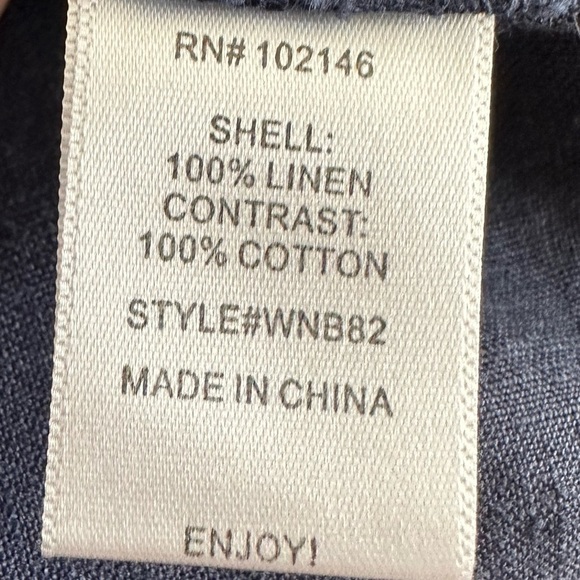 RN# 102146
SHELL:
100% LINEN
CONTRAST:
100% COTTON
STYLE#WNB82
MADE IN CHINA
ENJOY!